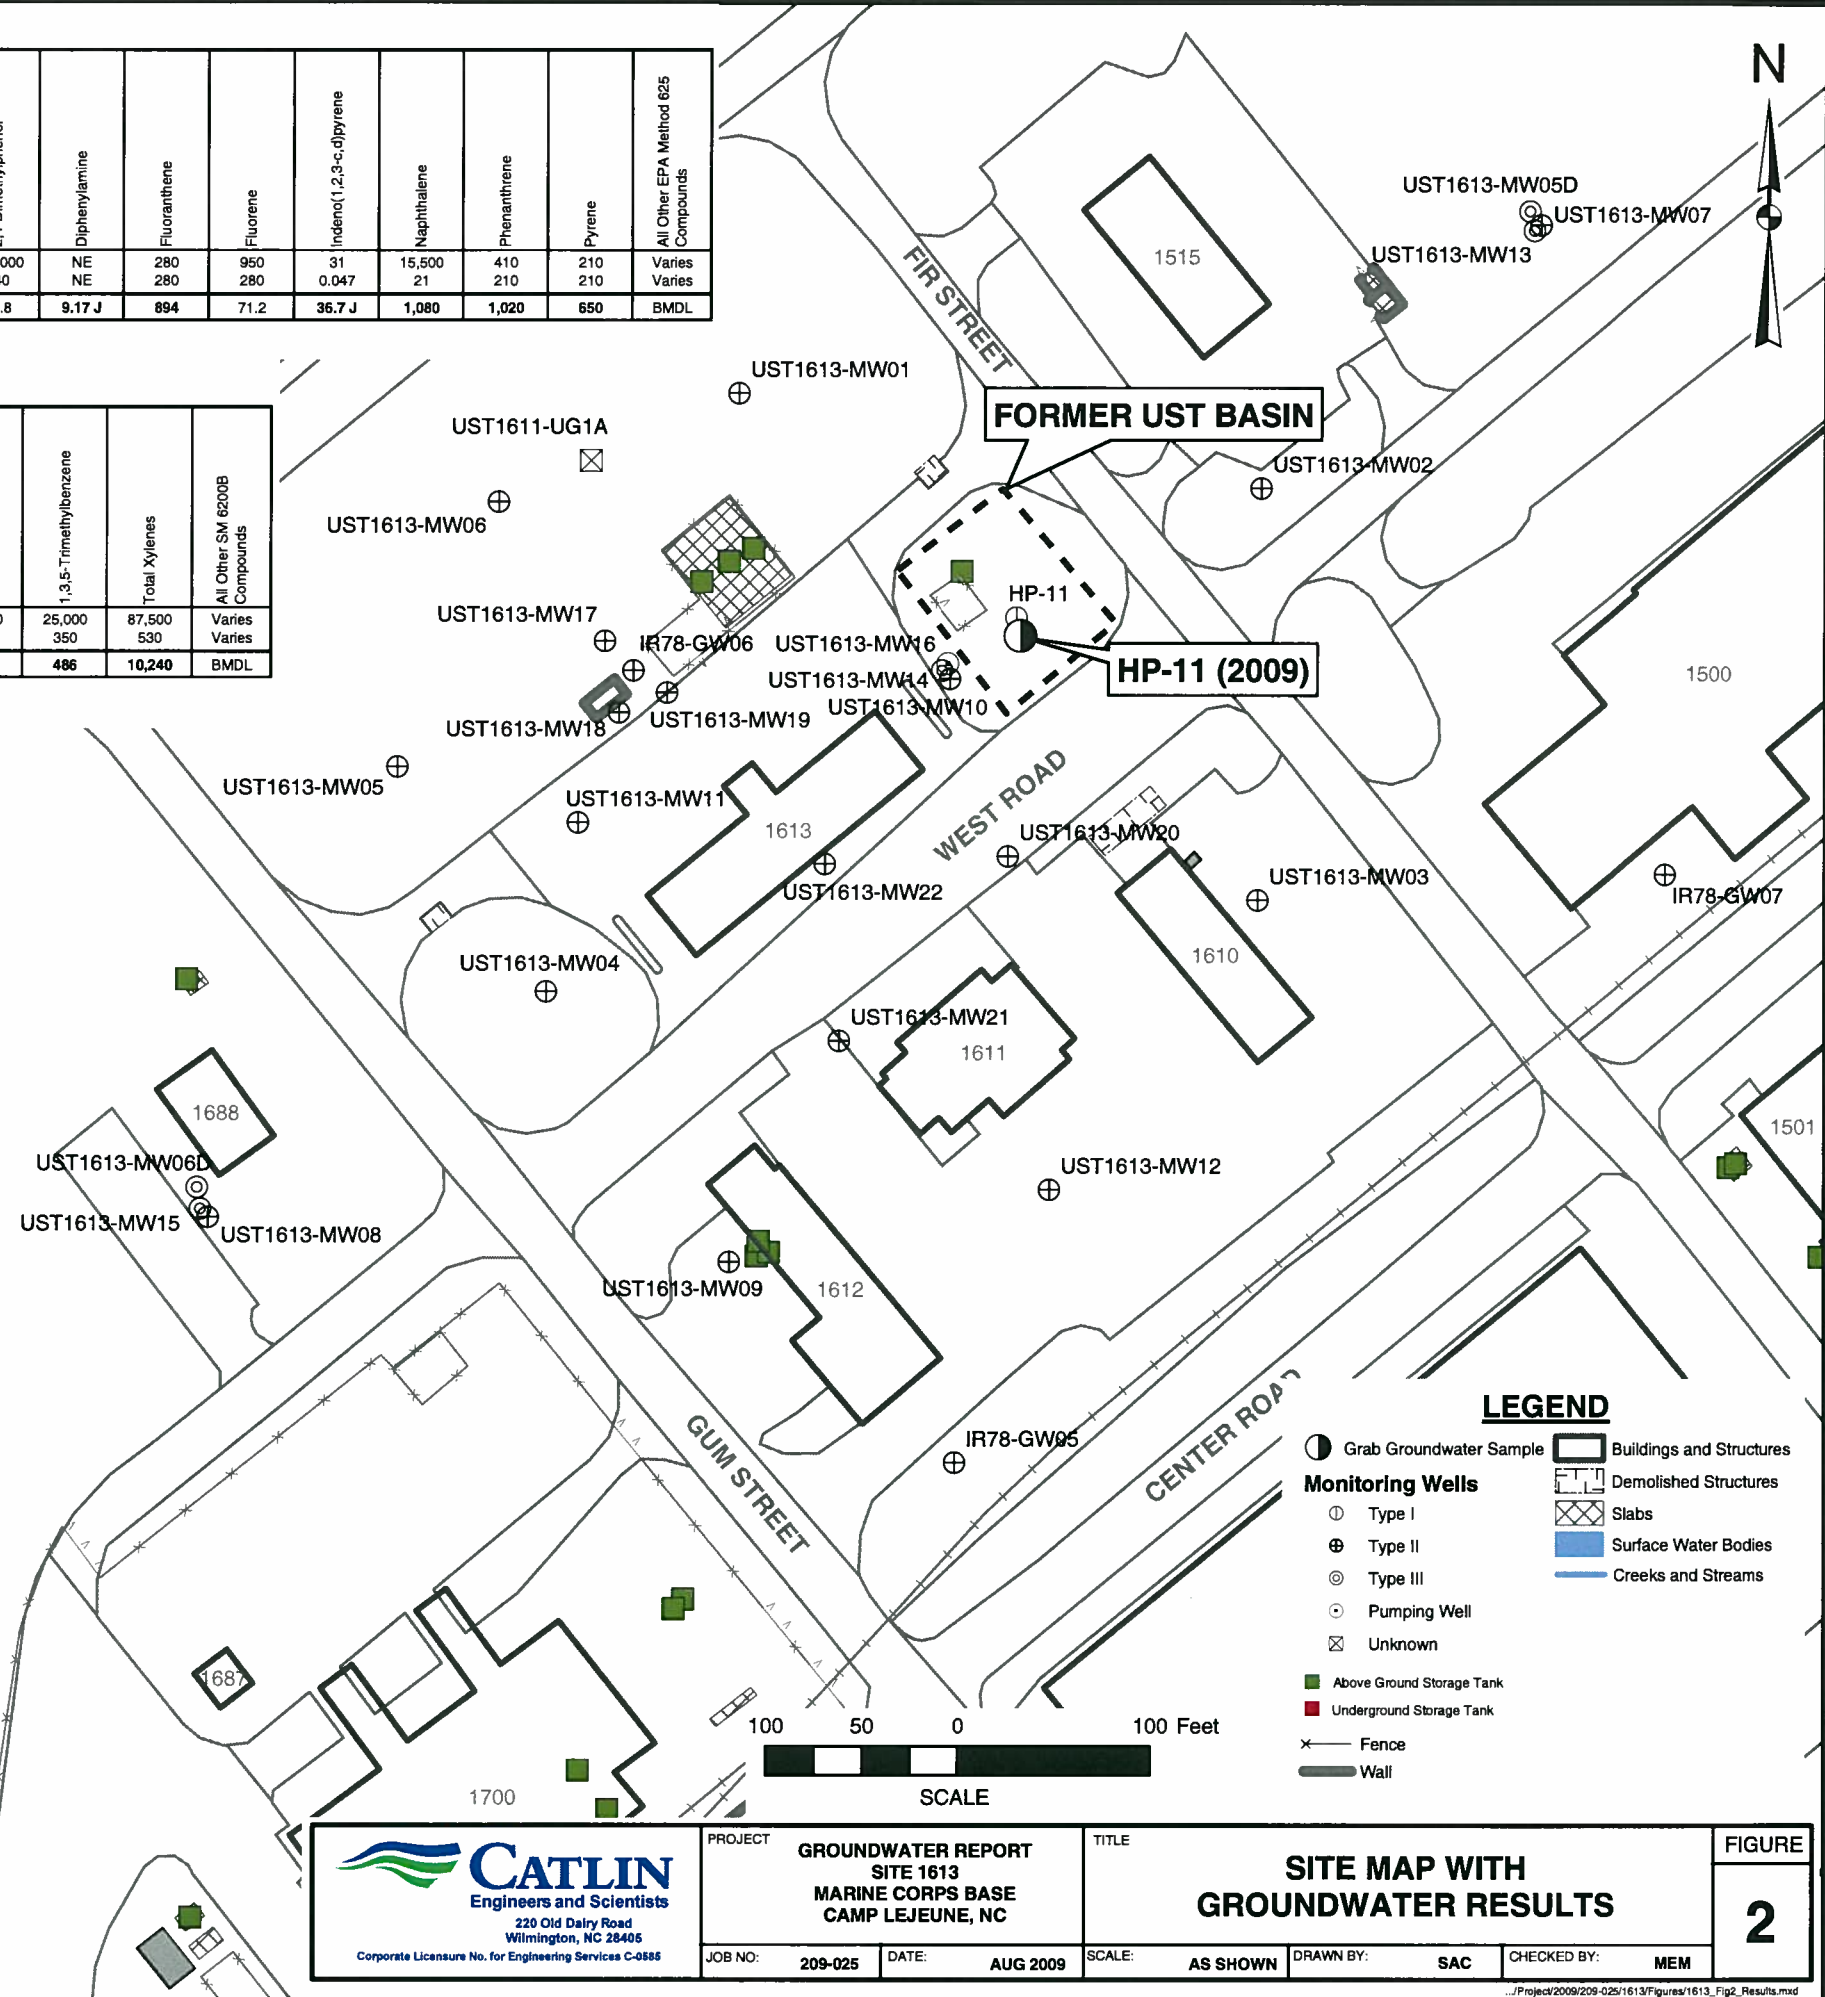 Diphenylamine
Fluoranthene
Fluorene
Indeno(1,2,3-c,d)pyrene
Naphthalene
Phenanthrene
Pyrene
All Other EPA Method 625
Compounds
000 NE 280 950 31 15,500 410 210 Varies
0 NE 280 280 0.047 21 210 210 Varies
.8 9.17 J 894 71.2 36.7 J 1,080 1,020 650 BMDL
1,3,5-Trimethylbenzene
Total Xylenes
All Other SM 6200B
Compounds
0 25,000 87,500 Varies
350 530 Varies
486 10,240 BMDL
N
UST1613-MW05D
UST1613-MW07
UST1613-MW13
1515
FIR STREET
UST1613-MW01
FORMER UST BASIN
UST1611-UG1A
UST1613-MW02
UST1613-MW06
HP-11
UST1613-MW17
IR78-GW06
UST1613-MW16
HP-11 (2009)
1500
UST1613-MW14
UST1613-MW10
UST1613-MW19
UST1613-MW18
UST1613-MW05
UST1613-MW11
1613
WEST ROAD
UST1613-MW20
UST1613-MW03
UST1613-MW22
IR78-GW07
UST1613-MW04
1610
UST1613-MW21
1611
1688
1501
UST1613-MW06D
UST1613-MW12
UST1613-MW15
UST1613-MW08
UST1613-MW09
1612
GUM STREET
IR78-GW05
CENTER ROAD
1687
1700
LEGEND
Grab Groundwater Sample
Monitoring Wells
Type I
Type II
Type III
Pumping Well
Unknown
Above Ground Storage Tank
Underground Storage Tank
Fence
Wall
Buildings and Structures
Demolished Structures
Slabs
Surface Water Bodies
Creeks and Streams
100 50 0 100 Feet
SCALE
CATLIN
Engineers and Scientists
220 Old Dairy Road
Wilmington, NC 28405
Corporate Licensure No. for Engineering Services C-0585
PROJECT
GROUNDWATER REPORT
SITE 1613
MARINE CORPS BASE
CAMP LEJEUNE, NC
TITLE
SITE MAP WITH
GROUNDWATER RESULTS
FIGURE
2
JOB NO: 209-025
DATE: AUG 2009
SCALE: AS SHOWN
DRAWN BY: SAC
CHECKED BY: MEM
.../Project/2009/209-025/1613/Figures/1613_Fig2_Results.mxd